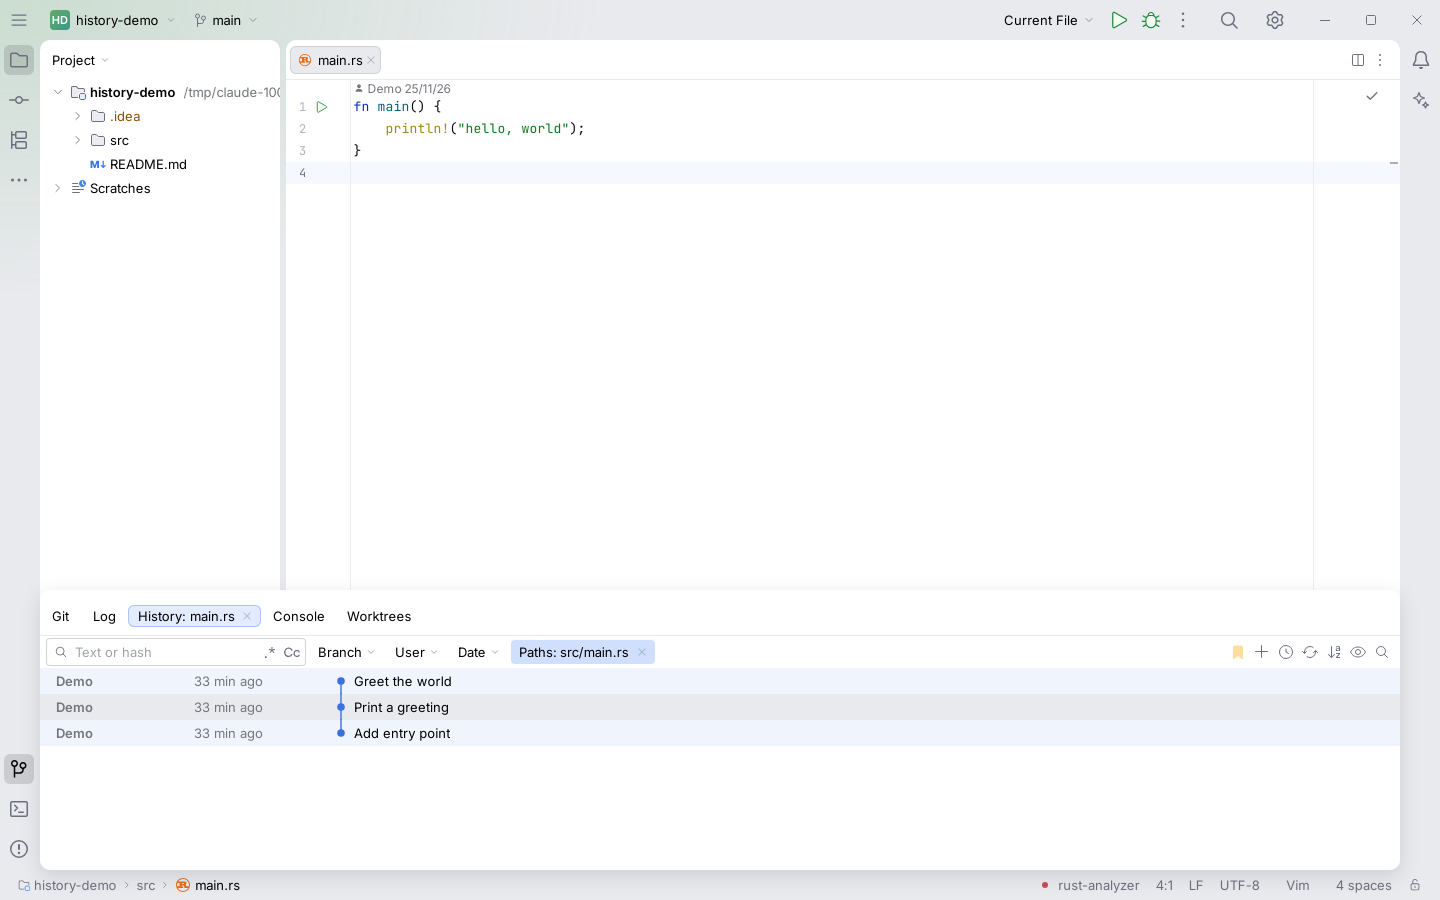 HD history-demo main Current File
Project
main.rs
history-demo /tmp/claude-100
.idea
src
README.md
Scratches
Demo 25/11/26
1 fn main() {
2 println!("hello, world");
3 }
4
Git Log History: main.rs Console Worktrees
Text or hash .* Cc Branch User Date Paths: src/main.rs
Demo 33 min ago Greet the world
Demo 33 min ago Print a greeting
Demo 33 min ago Add entry point
history-demo src main.rs rust-analyzer 4:1 LF UTF-8 Vim 4 spaces